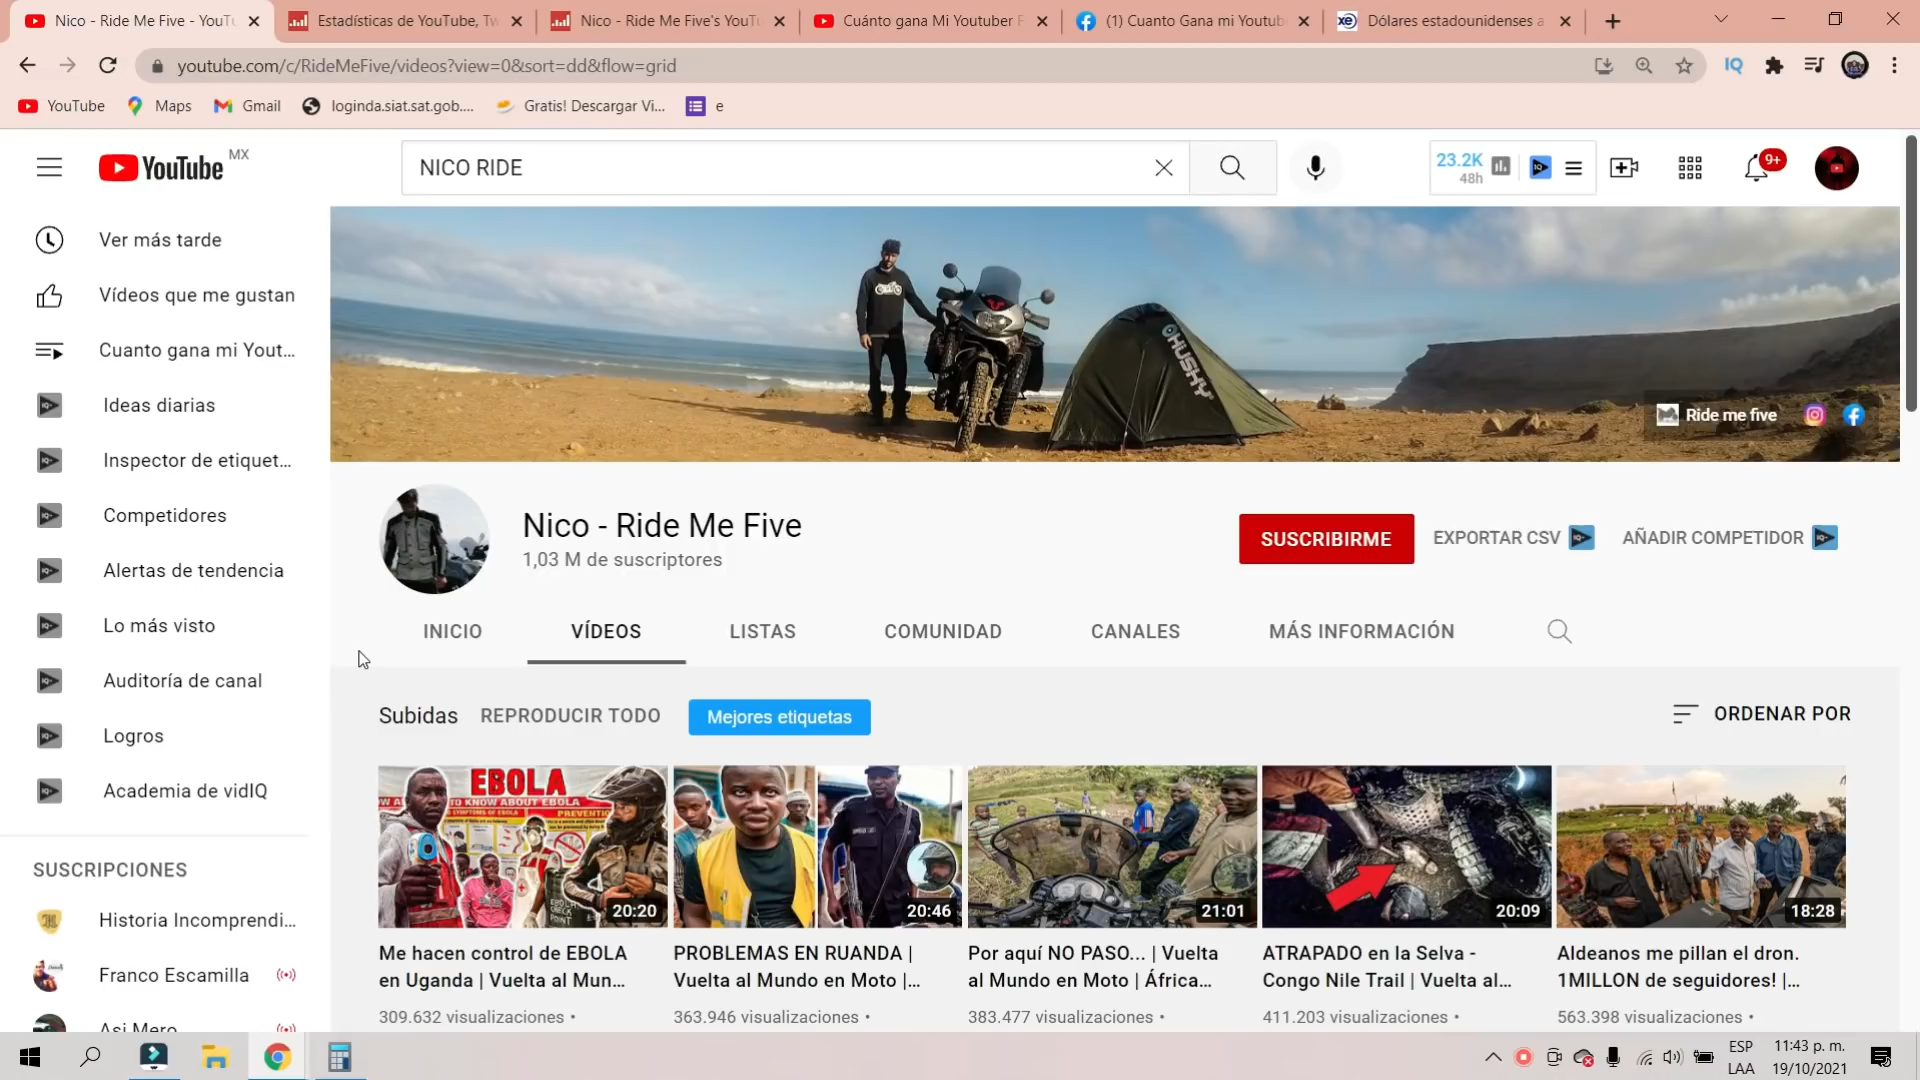 Nico - Ride Me Five - YouTu
Estadísticas de YouTube, Tw
Nico - Ride Me Five's YouTu
Cuánto gana Mi Youtuber F
(1) Cuanto Gana mi Youtub
Dólares estadounidenses a
youtube.com/c/RideMeFive/videos?view=0&sort=dd&flow=grid
YouTube
Maps
Gmail
loginda.siat.sat.gob....
Gratis! Descargar Vi...
e
YouTube MX
NICO RIDE
23.2K
48h
9+
Ver más tarde
Vídeos que me gustan
Cuanto gana mi Yout...
Ideas diarias
Inspector de etiquet...
Competidores
Alertas de tendencia
Lo más visto
Auditoría de canal
Logros
Academia de vidIQ
SUSCRIPCIONES
Historia Incomprendi...
Franco Escamilla
Asi Mero
HUSKY
Ride me five
Nico - Ride Me Five
1,03 M de suscriptores
SUSCRIBIRME
EXPORTAR CSV
AÑADIR COMPETIDOR
INICIO
VÍDEOS
LISTAS
COMUNIDAD
CANALES
MÁS INFORMACIÓN
Subidas
REPRODUCIR TODO
Mejores etiquetas
ORDENAR POR
EBOLA
TO KNOW ABOUT EBOLA
20:20
20:46
21:01
20:09
18:28
Me hacen control de EBOLA
en Uganda | Vuelta al Mun...
309.632 visualizaciones •
PROBLEMAS EN RUANDA |
Vuelta al Mundo en Moto |...
363.946 visualizaciones •
Por aquí NO PASO... | Vuelta
al Mundo en Moto | África...
383.477 visualizaciones •
ATRAPADO en la Selva -
Congo Nile Trail | Vuelta al...
411.203 visualizaciones •
Aldeanos me pillan el dron.
1MILLON de seguidores! |...
563.398 visualizaciones •
ESP
LAA
11:43 p. m.
19/10/2021